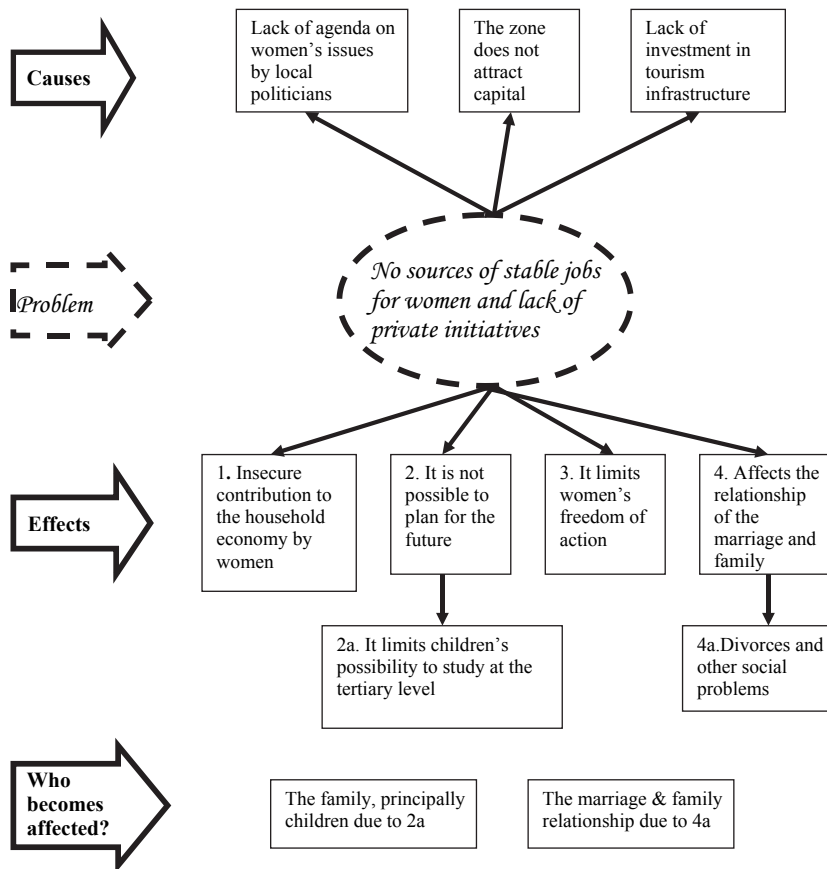 Causes
Lack of agenda on
women's issues
by local
politicians
The zone
does not
attract
capital
Lack of
investment in
tourism
infrastructure
Problem
No sources of stable jobs
for women and lack of
private initiatives
Effects
1. Insecure
contribution to
the household
economy by
women
2. It is not
possible to
plan for the
future
3. It limits
women's
freedom of
action
4. Affects the
relationship
of the
marriage and
family
2a. It limits children's
possibility to study at the
tertiary level
4a.Divorces and
other social
problems
Who
becomes
affected?
The family, principally
children due to 2a
The marriage & family
relationship due to 4a